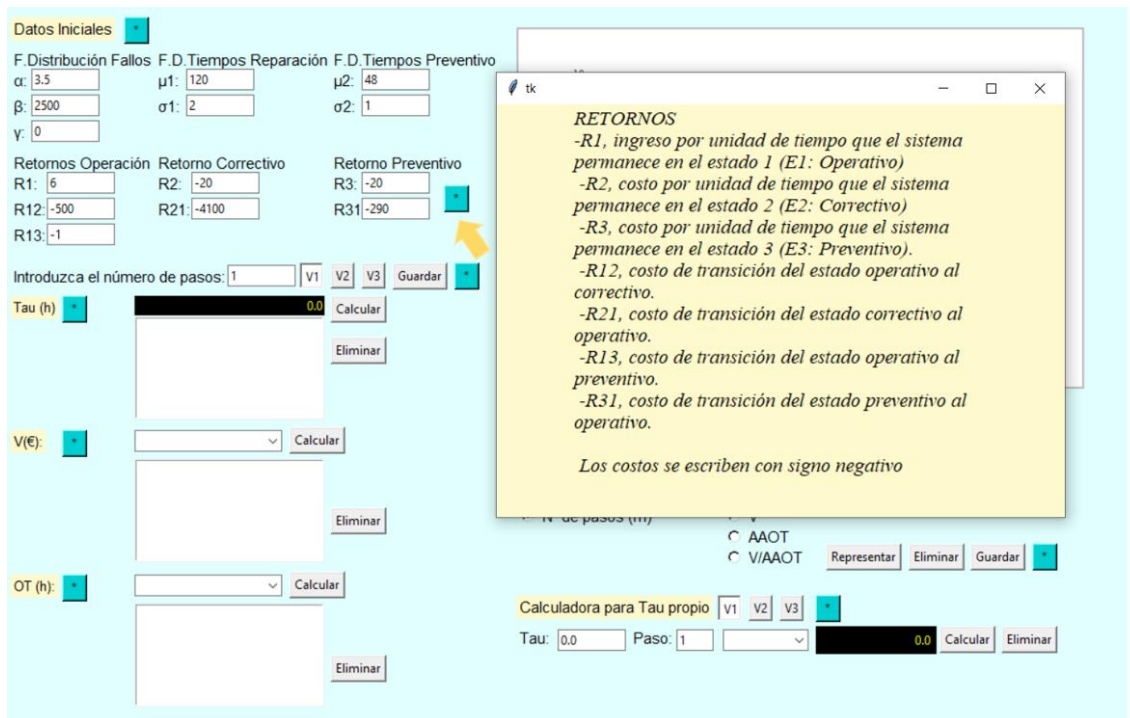 Datos Iniciales *
F.Distribución Fallos F.D.Tiempos Reparación F.D.Tiempos Preventivo
α: 3.5 μ1: 120 μ2: 48
β: 2500 σ1: 2 σ2: 1
γ: 0
Retornos Operación Retorno Correctivo Retorno Preventivo
R1: 6 R2: -20 R3: -20
R12: -500 R21: -4100 R31 -290 *
R13: -1
Introduzca el número de pasos: 1 V1 V2 V3 Guardar *
Tau (h) * 0.0 Calcular
Eliminar
V(€): * Calcular
Eliminar
OT (h): * Calcular
Eliminar
tk
RETORNOS
-R1, ingreso por unidad de tiempo que el sistema
permanece en el estado 1 (E1: Operativo)
-R2, costo por unidad de tiempo que el sistema
permanece en el estado 2 (E2: Correctivo)
-R3, costo por unidad de tiempo que el sistema
permanece en el estado 3 (E3: Preventivo).
-R12, costo de transición del estado operativo al
correctivo.
-R21, costo de transición del estado correctivo al
operativo.
-R13, costo de transición del estado operativo al
preventivo.
-R31, costo de transición del estado preventivo al
operativo.
Los costos se escriben con signo negativo
AAOT
V/AAOT Representar Eliminar Guardar *
Calculadora para Tau propio V1 V2 V3 *
Tau: 0.0 Paso: 1 0.0 Calcular Eliminar